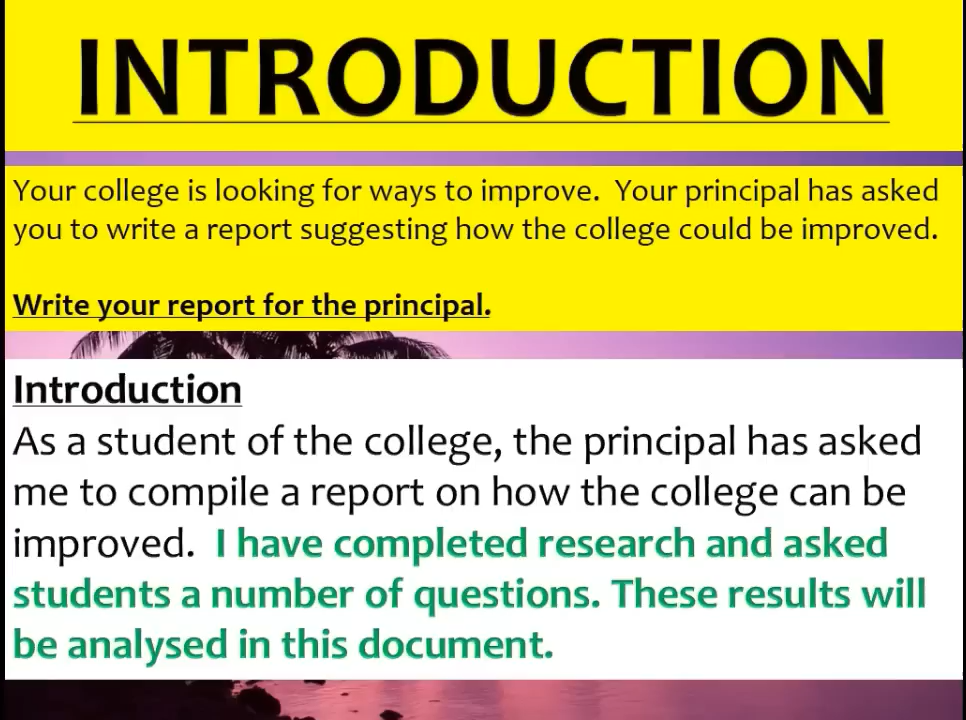 INTRODUCTION
Your college is looking for ways to improve.  Your principal has asked
you to write a report suggesting how the college could be improved.
Write your report for the principal.
Introduction
As a student of the college, the principal has asked
me to compile a report on how the college can be
improved.  I have completed research and asked
students a number of questions. These results will
be analysed in this document.